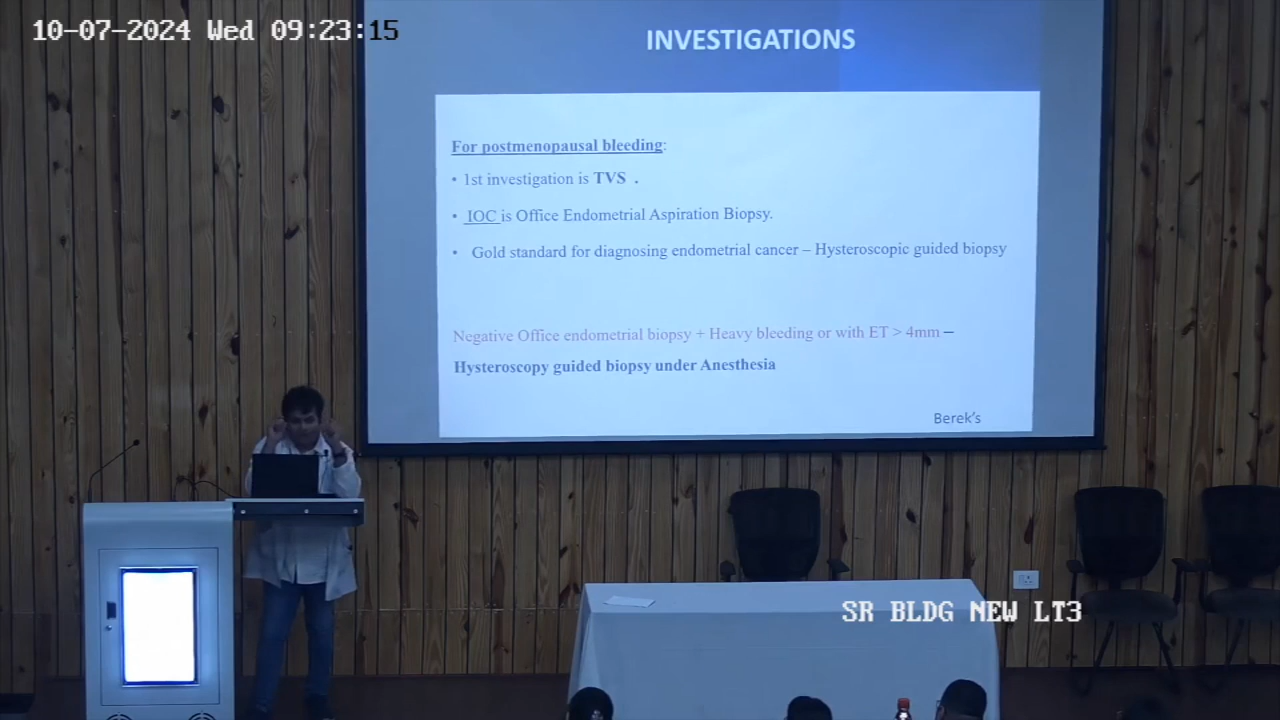 10-07-2024 Wed 09:23:15
INVESTIGATIONS
For postmenopausal bleeding:
• 1st investigation is TVS .
• IOC is Office Endometrial Aspiration Biopsy.
• Gold standard for diagnosing endometrial cancer – Hysteroscopic guided biopsy
Negative Office endometrial biopsy + Heavy bleeding or with ET > 4mm –
Hysteroscopy guided biopsy under Anesthesia
Berek's
SR BLDG NEW LT3